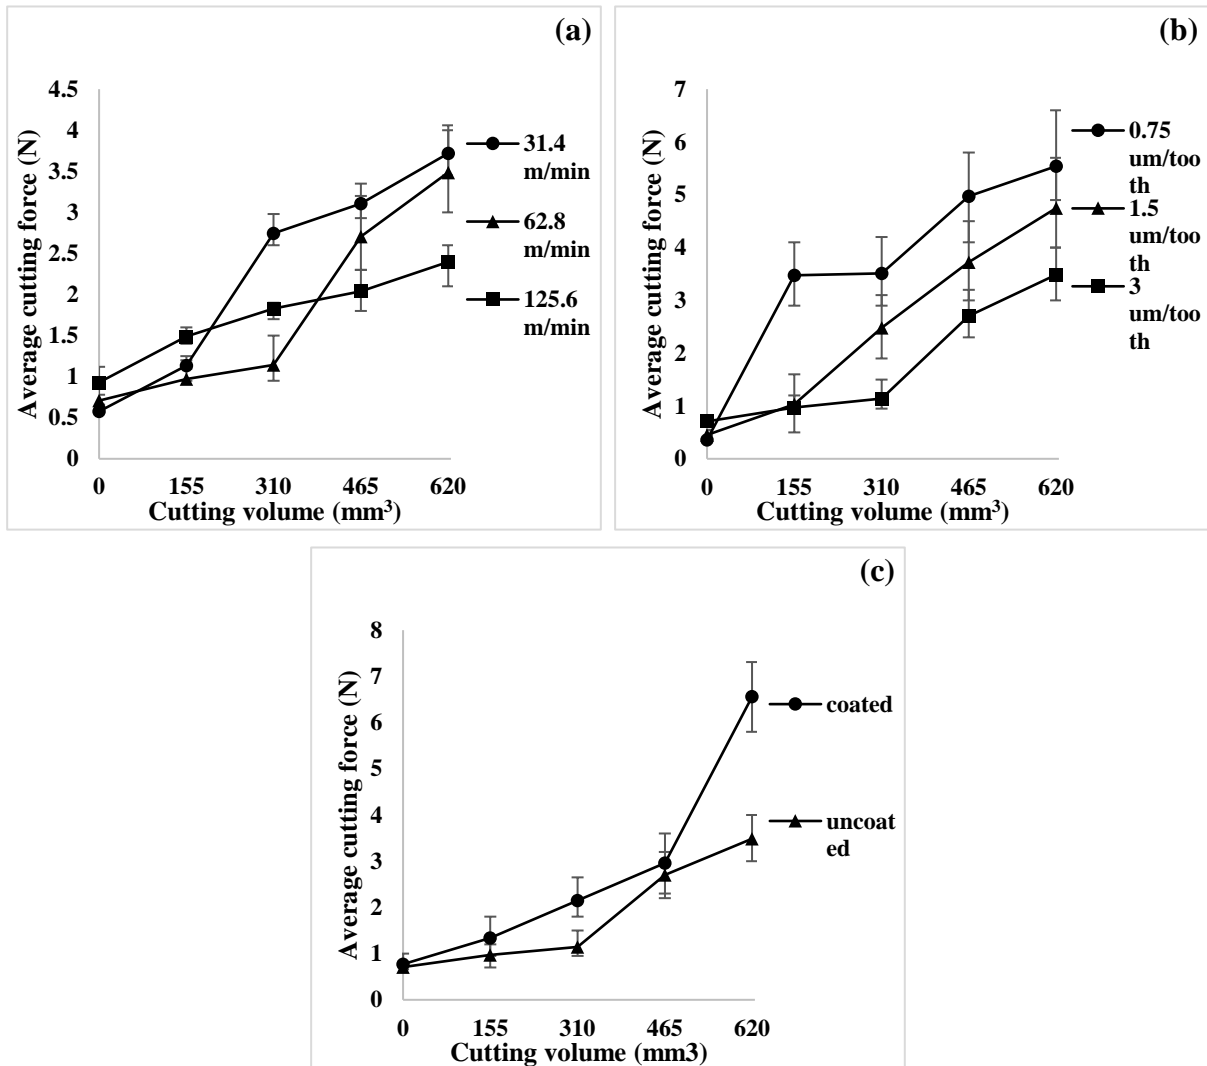 (a)
Average cutting force (N)
4.5
4
3.5
3
2.5
2
1.5
1
0.5
0
0 155 310 465 620
Cutting volume (mm³)
31.4
m/min
62.8
m/min
125.6
m/min
(b)
Average cutting force (N)
7
6
5
4
3
2
1
0
0 155 310 465 620
Cutting volume (mm³)
0.75
um/too
th
1.5
um/too
th
3
um/too
th
(c)
Average cutting force (N)
8
7
6
5
4
3
2
1
0
0 155 310 465 620
Cutting volume (mm3)
coated
uncoat
ed